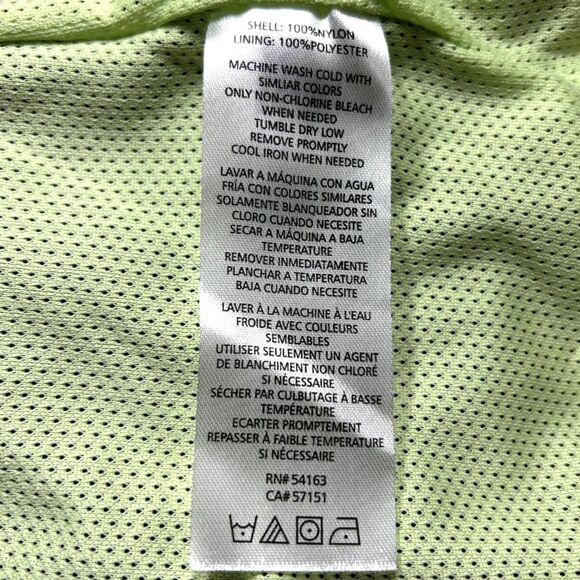 SHELL: 100%NYLON
LINING: 100%POLYESTER
MACHINE WASH COLD WITH
SIMLIAR COLORS
ONLY NON-CHLORINE BLEACH
WHEN NEEDED
TUMBLE DRY LOW
REMOVE PROMPTLY
COOL IRON WHEN NEEDED
LAVAR A MÁQUINA CON AGUA
FRÍA CON COLORES SIMILARES
SOLAMENTE BLANQUEADOR SIN
CLORO CUANDO NECESITE
SECAR A MÁQUINA A BAJA
TEMPERATURE
REMOVER INMEDIATAMENTE
PLANCHAR A TEMPERATURA
BAJA CUANDO NECESITE
LAVER À LA MACHINE À L'EAU
FROIDE AVEC COULEURS
SEMBLABLES
UTILISER SEULEMENT UN AGENT
DE BLANCHIMENT NON CHLORÉ
SI NÉCESSAIRE
SÉCHER PAR CULBUTAGE À BASSE
TEMPÉRATURE
ECARTER PROMPTEMENT
REPASSER À FAIBLE TEMPÉRATURE
SI NÉCESSAIRE
RN# 54163
CA# 57151